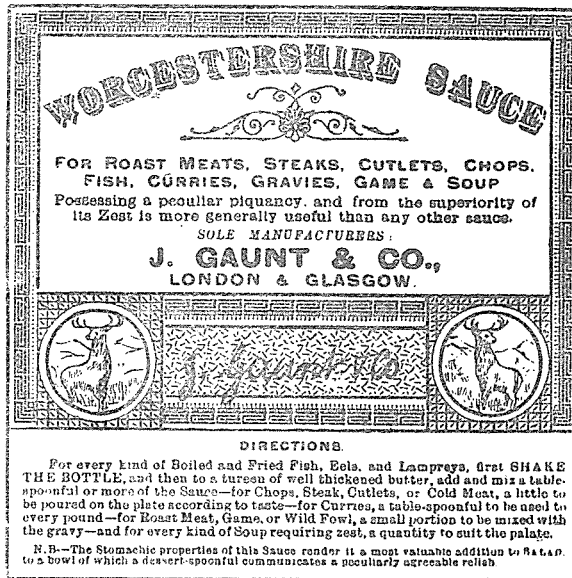 WORCESTERSHIRE SAUCE
FOR ROAST MEATS, STEAKS, CUTLETS, CHOPS.
FISH, CURRIES, GRAVIES, GAME & SOUP
Possessing a peculiar piquancy. and from the superiority of
its Zest is more generally useful than any other sauce.
SOLE MANUFACTURERS:
J. GAUNT & CO.,
LONDON & GLASGOW.
J. Gaunt & Co
DIRECTIONS.
For every kind of Boiled and Fried Fish, Eels, and Lampreys, first SHAKE
THE BOTTLE, and then to a tureen of well thickened butter, add and mix a table-
spoonful or more of the Sauce—for Chops, Steak, Cutlets, or Cold Meat, a little to
be poured on the plate according to taste—for Curries, a table-spoonful to be used to
every pound—for Roast Meat, Game, or Wild Fowl, a small portion to be mixed with
the gravy—and for every kind of Soup requiring zest, a quantity to suit the palate.
N.B.—The Stomachic properties of this Sauce render it a most valuable addition to
to a bowl of which a dessert-spoonful communicates a peculiarly agreeable relish